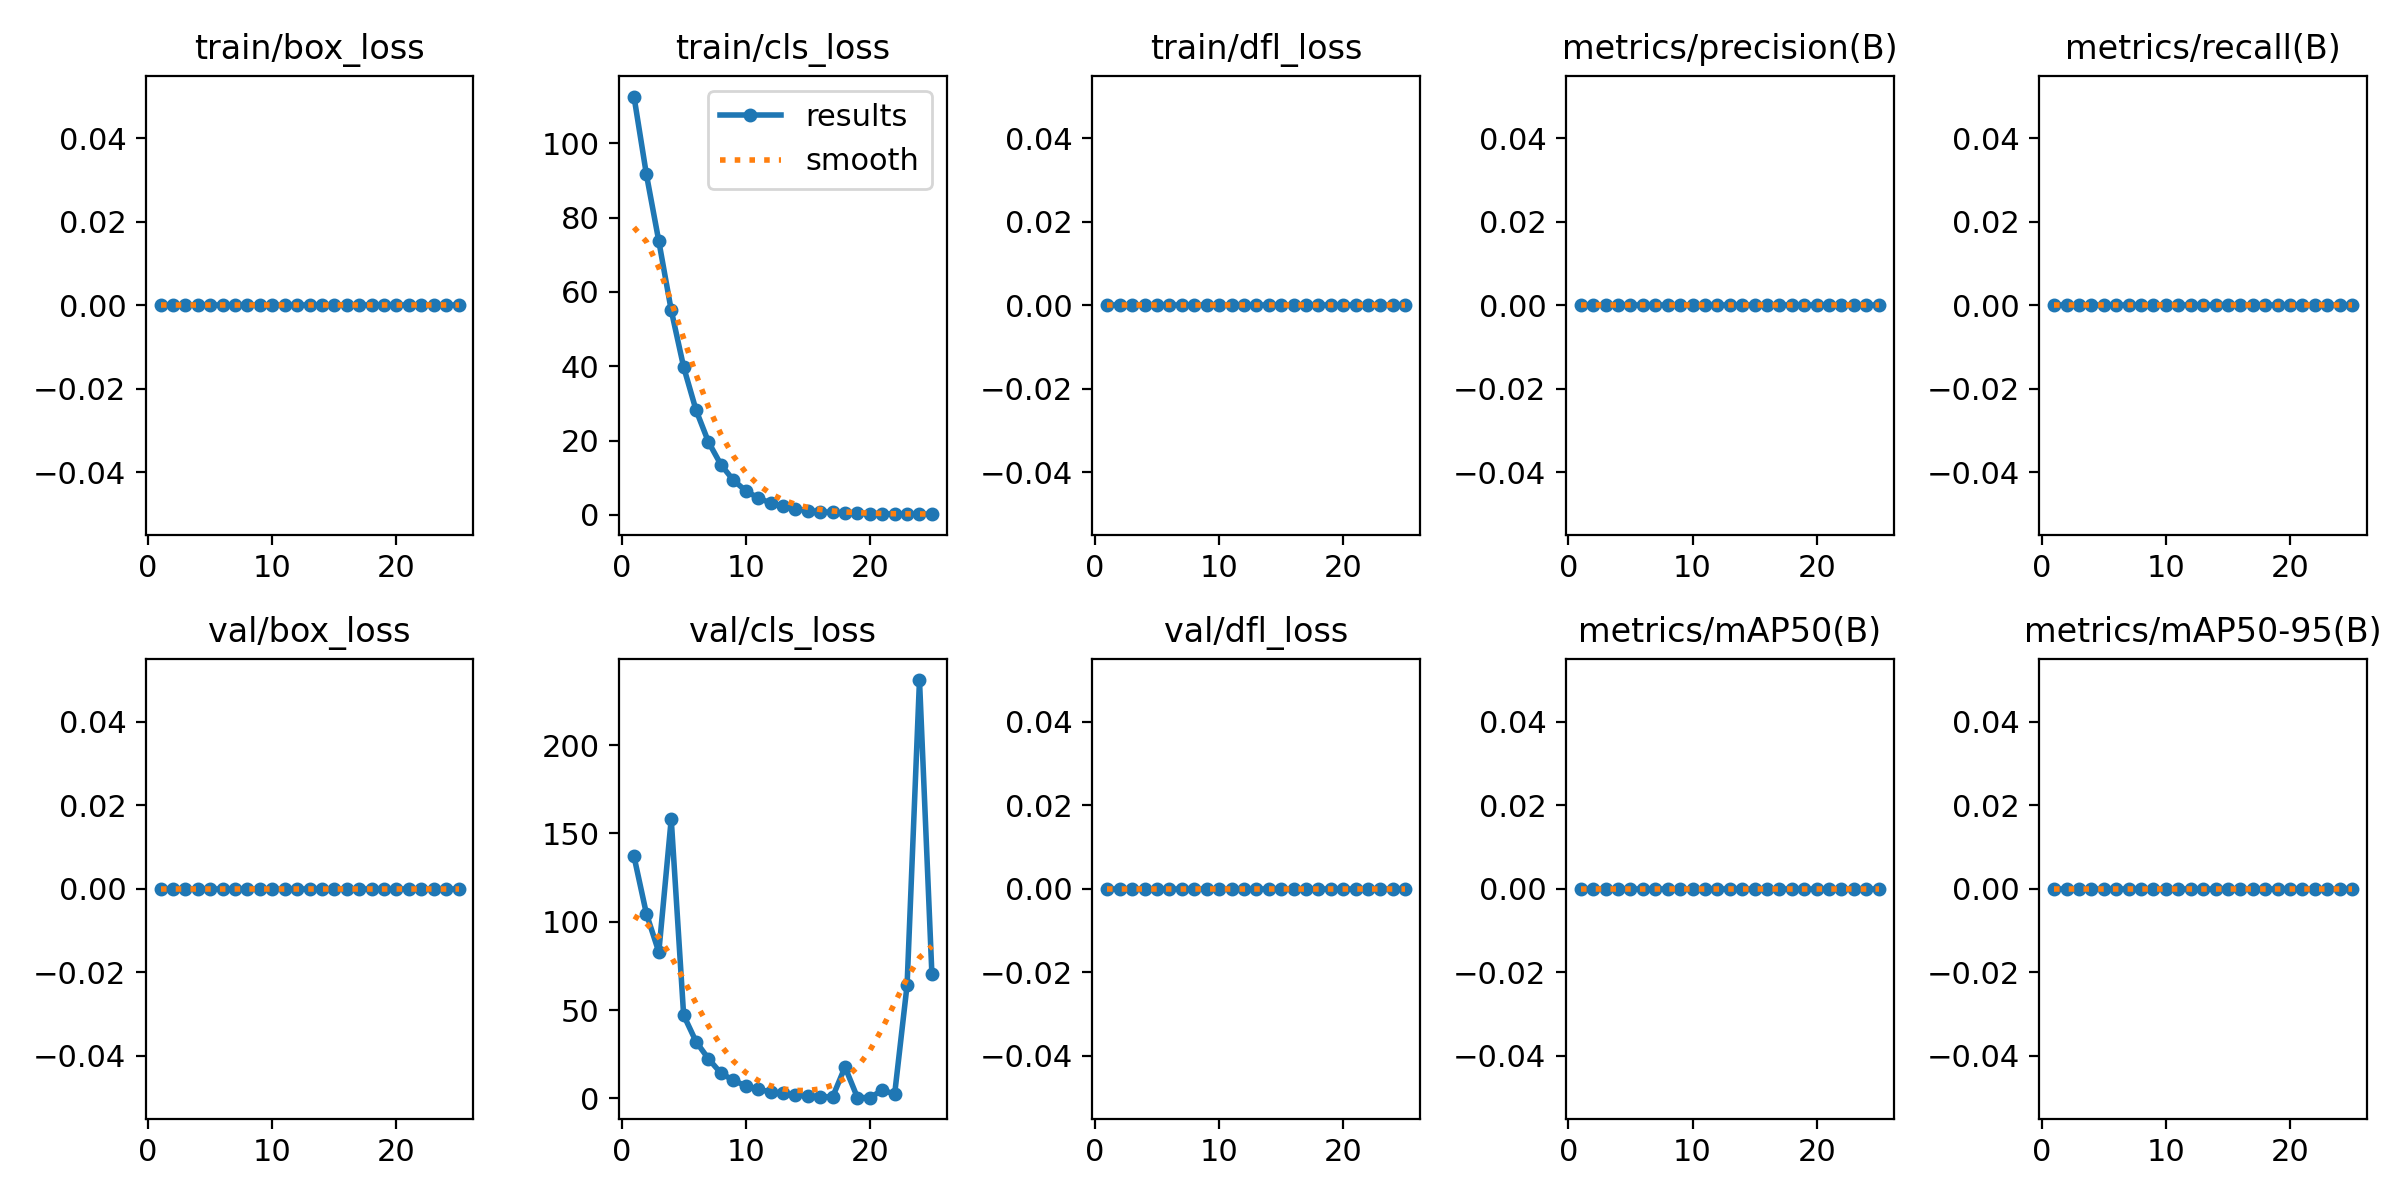 train/box_loss
0.04
0.02
0.00
−0.02
−0.04
0 10 20
train/cls_loss
results
smooth
100
80
60
40
20
0
0 10 20
train/dfl_loss
0.04
0.02
0.00
−0.02
−0.04
0 10 20
metrics/precision(B)
0.04
0.02
0.00
−0.02
−0.04
0 10 20
metrics/recall(B)
0.04
0.02
0.00
−0.02
−0.04
0 10 20
val/box_loss
0.04
0.02
0.00
−0.02
−0.04
0 10 20
val/cls_loss
200
150
100
50
0
0 10 20
val/dfl_loss
0.04
0.02
0.00
−0.02
−0.04
0 10 20
metrics/mAP50(B)
0.04
0.02
0.00
−0.02
−0.04
0 10 20
metrics/mAP50-95(B)
0.04
0.02
0.00
−0.02
−0.04
0 10 20